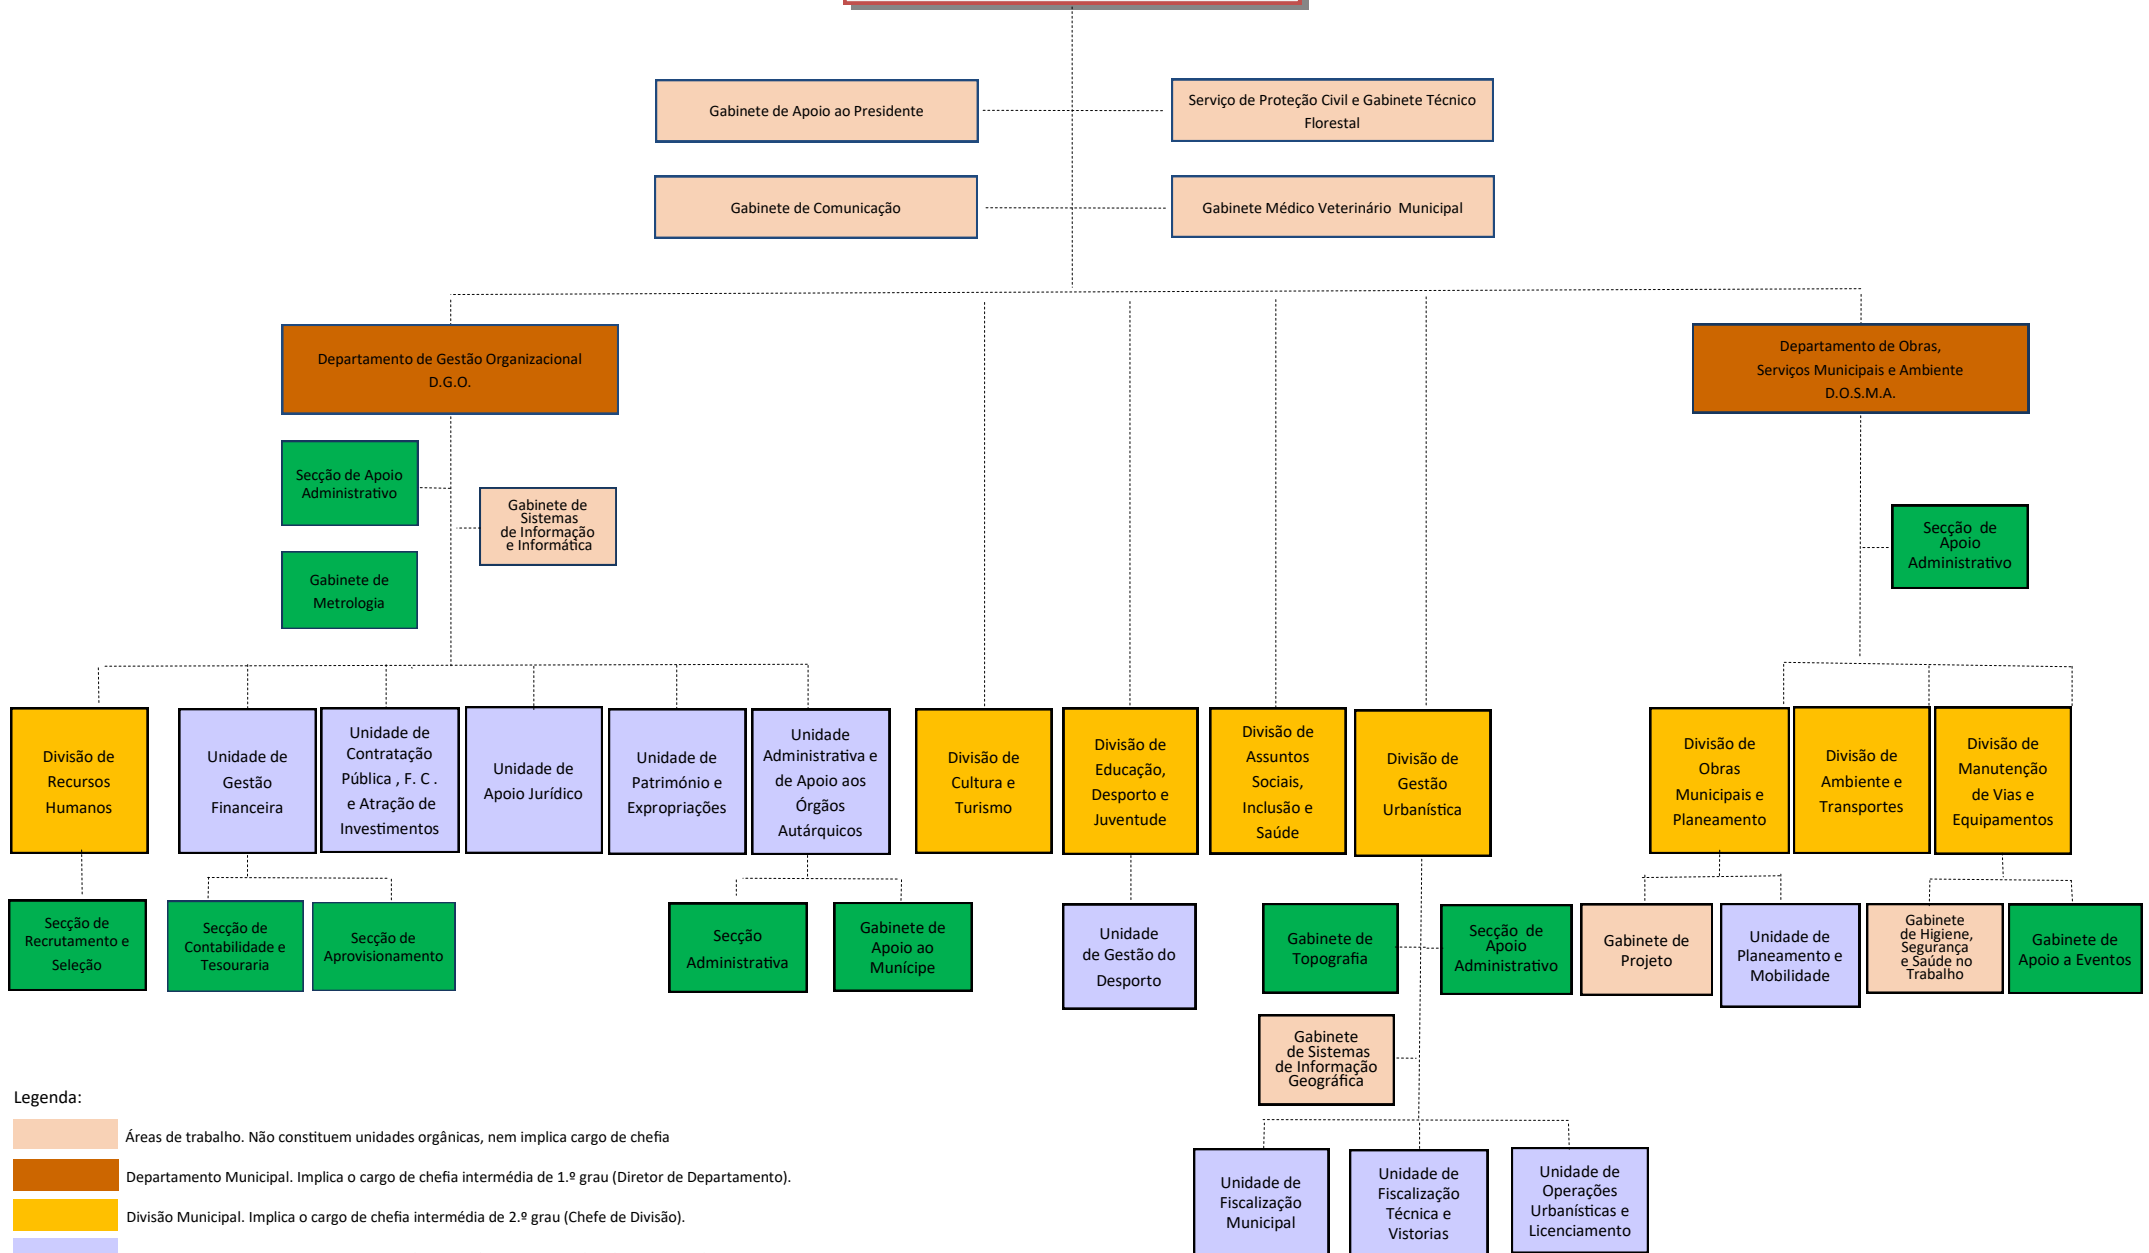 Gabinete de Apoio ao Presidente
Serviço de Proteção Civil e Gabinete Técnico
Florestal
Gabinete de Comunicação
Gabinete Médico Veterinário Municipal
Departamento de Gestão Organizacional
D.G.O.
Departamento de Obras,
Serviços Municipais e Ambiente
D.O.S.M.A.
Secção de Apoio
Administrativo
Gabinete de
Sistemas
de Informação
e Informática
Gabinete de
Metrologia
Secção de
Apoio
Administrativo
Divisão de
Recursos
Humanos
Unidade de
Gestão
Financeira
Unidade de
Contratação
Pública , F. C .
e Atração de
Investimentos
Unidade de
Apoio Jurídico
Unidade de
Património e
Expropriações
Unidade
Administrativa e
de Apoio aos
Órgãos
Autárquicos
Divisão de
Cultura e
Turismo
Divisão de
Educação,
Desporto e
Juventude
Divisão de
Assuntos
Sociais,
Inclusão e
Saúde
Divisão de
Gestão
Urbanística
Divisão de
Obras
Municipais e
Planeamento
Divisão de
Ambiente e
Transportes
Divisão de
Manutenção
de Vias e
Equipamentos
Secção de
Recrutamento e
Seleção
Secção de
Contabilidade e
Tesouraria
Secção de
Aprovisionamento
Secção
Administrativa
Gabinete de
Apoio ao
Munícipe
Unidade
de Gestão do
Desporto
Gabinete de
Topografia
Secção de
Apoio
Administrativo
Gabinete de
Projeto
Unidade de
Planeamento e
Mobilidade
Gabinete
de Higiene,
Segurança
e Saúde no
Trabalho
Gabinete de
Apoio a Eventos
Gabinete
de Sistemas
de Informação
Geográfica
Unidade de
Fiscalização
Municipal
Unidade de
Fiscalização
Técnica e
Vistorias
Unidade de
Operações
Urbanísticas e
Licenciamento
Legenda:
Áreas de trabalho. Não constituem unidades orgânicas, nem implica cargo de chefia
Departamento Municipal. Implica o cargo de chefia intermédia de 1.º grau (Diretor de Departamento).
Divisão Municipal. Implica o cargo de chefia intermédia de 2.º grau (Chefe de Divisão).